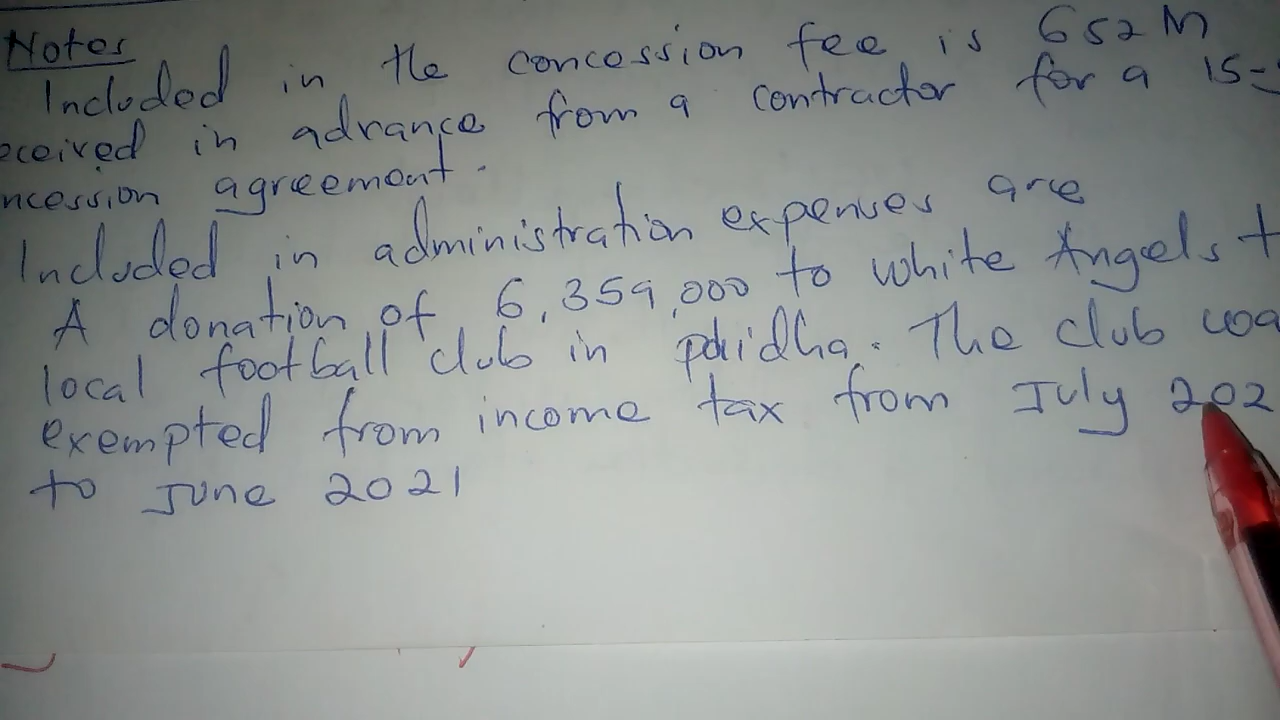 Notes
Included in the concession fee is 652M
eceived in advance from a contractor for a 15-
ncession agreement.
Included in administration expenses are
A donation of 6,359,000 to white Angels
local football club in paidha. The club
exempted from income tax from July 202
to June 2021